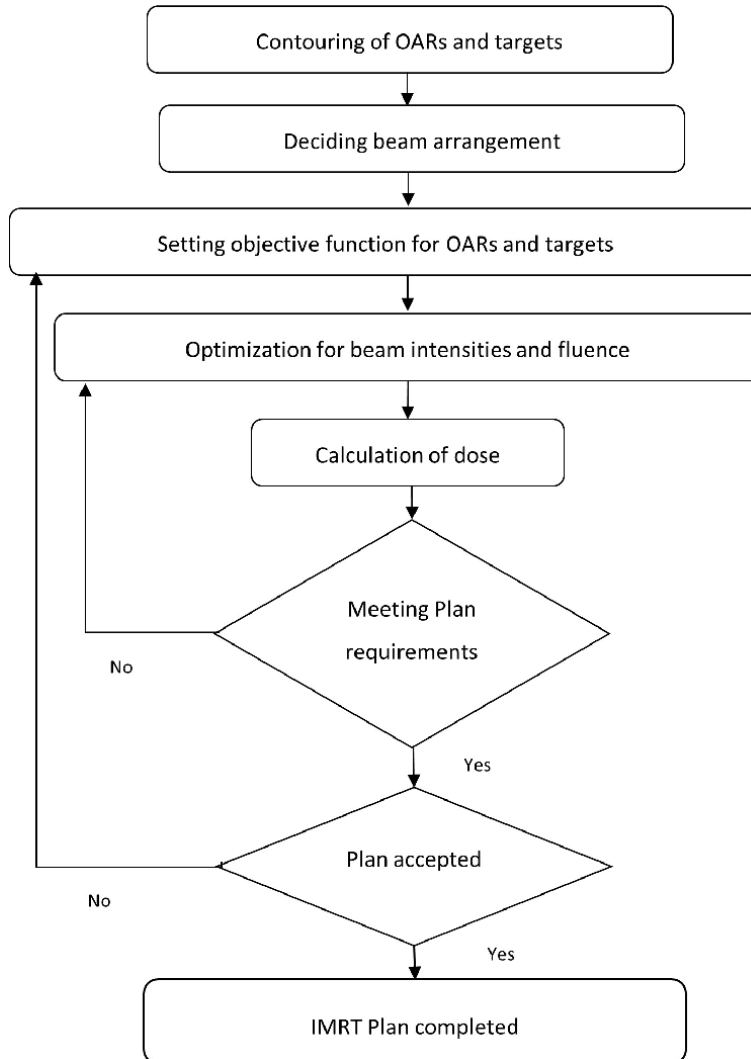 Contouring of OARs and targets
Deciding beam arrangement
Setting objective function for OARs and targets
Optimization for beam intensities and fluence
Calculation of dose
Meeting Plan
requirements
No
Yes
Plan accepted
No
Yes
IMRT Plan completed